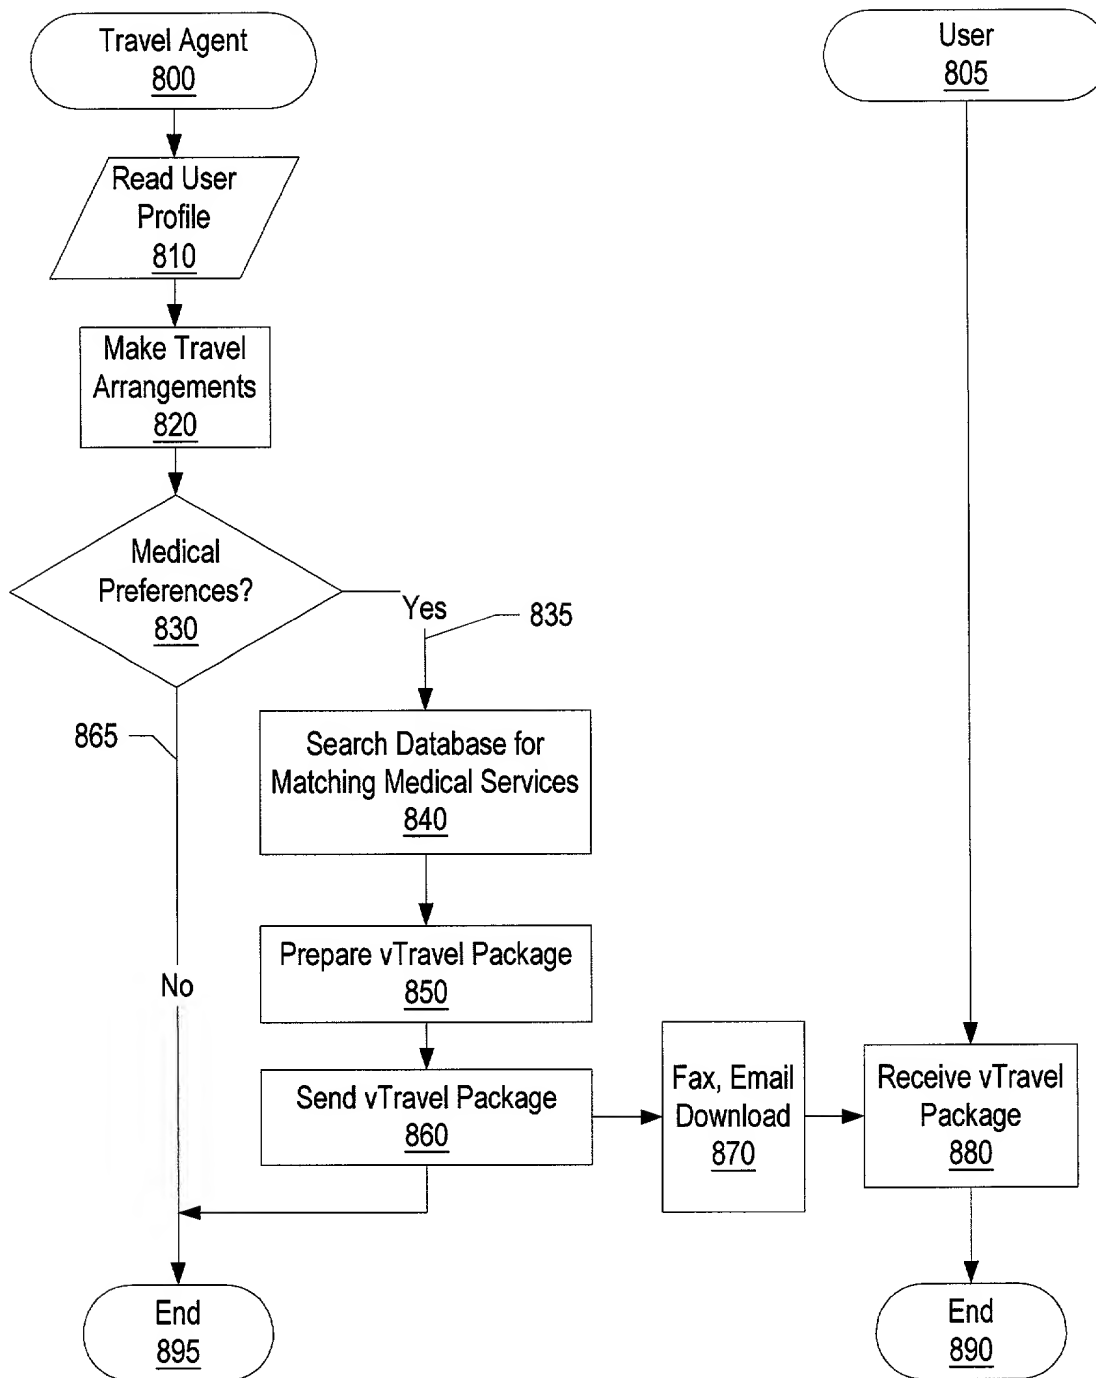 Travel Agent
800
User
805
Read User
Profile
810
Make Travel
Arrangements
820
Medical
Preferences?
830
Yes
835
865
Search Database for
Matching Medical Services
840
Prepare vTravel Package
850
No
Send vTravel Package
860
Fax, Email
Download
870
Receive vTravel
Package
880
End
895
End
890